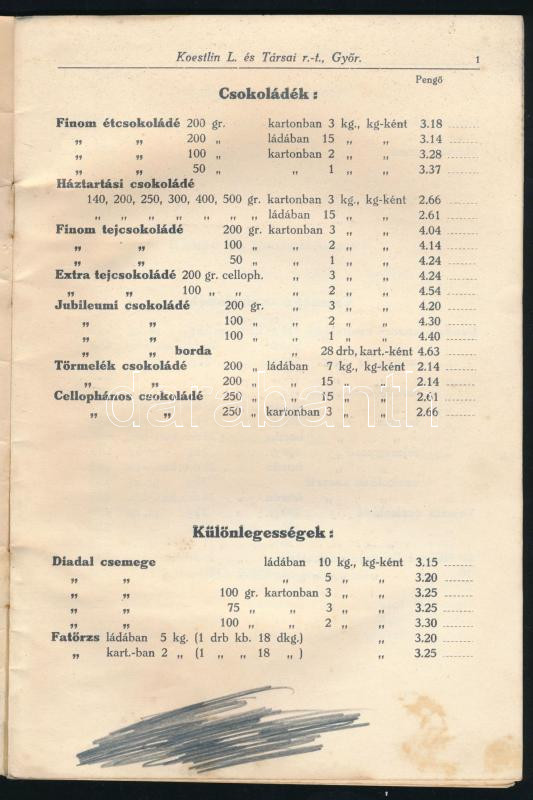 Koestlin L. és Társai r.-t., Győr. 1
Pengő
Csokoládék :
Finom étcsokoládé 200 gr. kartonban 3 kg., kg-ként 3.18
„ „ 200 „ ládában 15 „ „ 3.14
„ „ 100 „ kartonban 2 „ „ 3.28
„ „ 50 „ „ 1 „ „ 3.37
Háztartási csokoládé
140, 200, 250, 300, 400, 500 gr. kartonban 3 kg., kg-ként 2.66
„ „ „ „ „ „ „ ládában 15 „ „ 2.61
Finom tejcsokoládé 200 gr. kartonban 3 „ „ 4.04
„ „ 100 „ „ 2 „ „ 4.14
„ „ 50 „ „ 1 „ „ 4.24
Extra tejcsokoládé 200 gr. celloph. „ 3 „ „ 4.24
„ „ 100 „ „ „ 2 „ „ 4.54
Jubileumi csokoládé 200 gr. „ 3 „ „ 4.20
„ „ 100 „ „ 2 „ „ 4.30
„ „ 100 „ „ 1 „ „ 4.40
„ „ borda „ 28 drb, kart.-ként 4.63
Törmelék csokoládé 200 „ ládában 7 kg., kg-ként 2.14
„ „ 200 „ „ 15 „ „ 2.14
Cellophános csokoládé 250 „ „ 15 „ „ 2.61
„ „ 250 „ kartonban 3 „ „ 2.66
darabanth
Különlegességek :
Diadal csemege ládában 10 kg., kg-ként 3.15
„ „ „ 5 „ „ 3.20
„ „ 100 gr. kartonban 3 „ „ 3.25
„ „ 75 „ „ 3 „ „ 3.25
„ „ 100 „ „ 2 „ „ 3.30
Fatörzs ládában 5 kg. (1 drb kb. 18 dkg.) „ 3.20
„ kart.-ban 2 „ (1 „ „ 18 „ ) „ 3.25